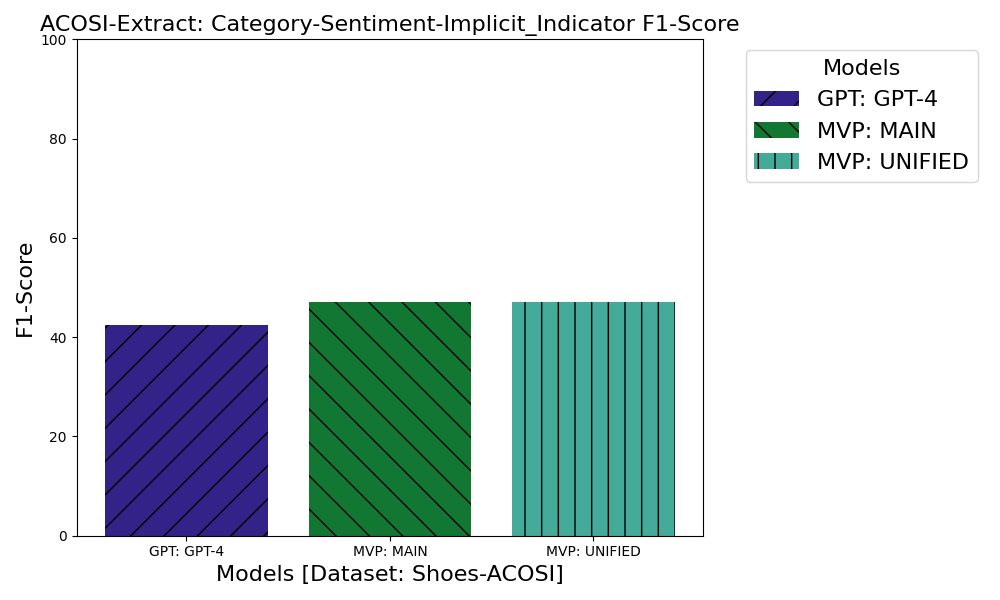 ACOSI-Extract: Category-Sentiment-Implicit_Indicator F1-Score
100
80
60
40
20
0
F1-Score
GPT: GPT-4
MVP: MAIN
MVP: UNIFIED
Models [Dataset: Shoes-ACOSI]
Models
GPT: GPT-4
MVP: MAIN
MVP: UNIFIED